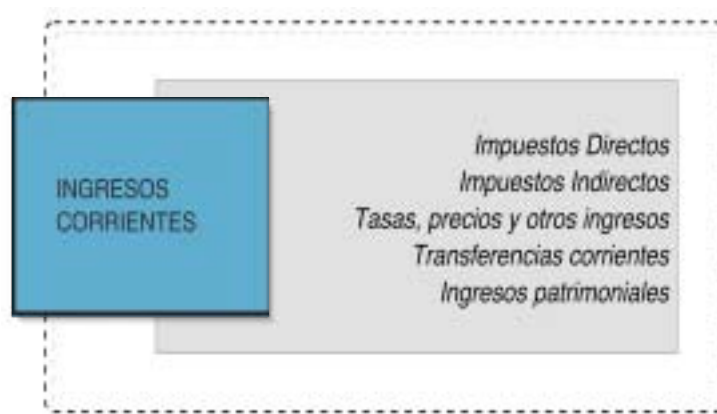 INGRESOS
CORRIENTES
Impuestos Directos
Impuestos Indirectos
Tasas, precios y otros ingresos
Transferencias corrientes
Ingresos patrimoniales